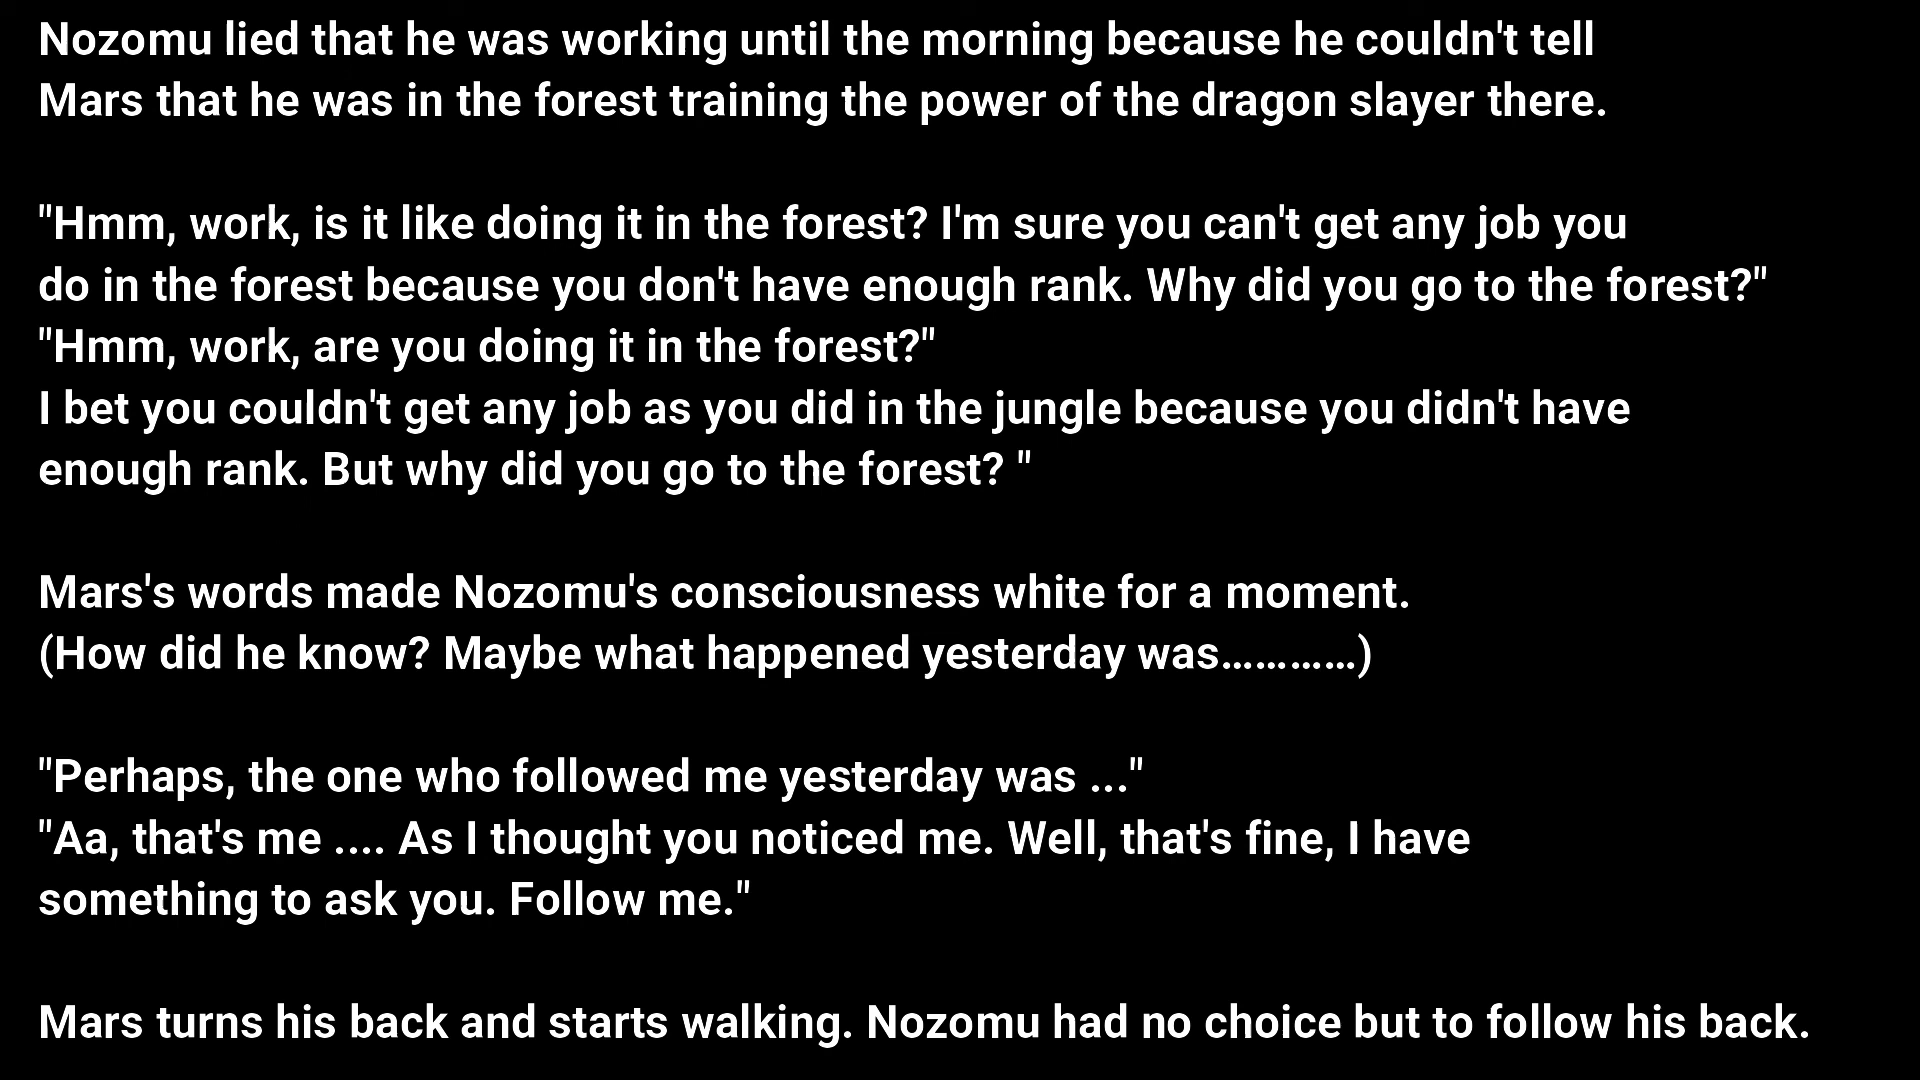 Nozomu lied that he was working until the morning because he couldn't tell
Mars that he was in the forest training the power of the dragon slayer there.
"Hmm, work, is it like doing it in the forest? I'm sure you can't get any job you
do in the forest because you don't have enough rank. Why did you go to the forest?"
"Hmm, work, are you doing it in the forest?"
I bet you couldn't get any job as you did in the jungle because you didn't have
enough rank. But why did you go to the forest? "
Mars's words made Nozomu's consciousness white for a moment.
(How did he know? Maybe what happened yesterday was…………)
"Perhaps, the one who followed me yesterday was ..."
"Aa, that's me .... As I thought you noticed me. Well, that's fine, I have
something to ask you. Follow me."
Mars turns his back and starts walking. Nozomu had no choice but to follow his back.